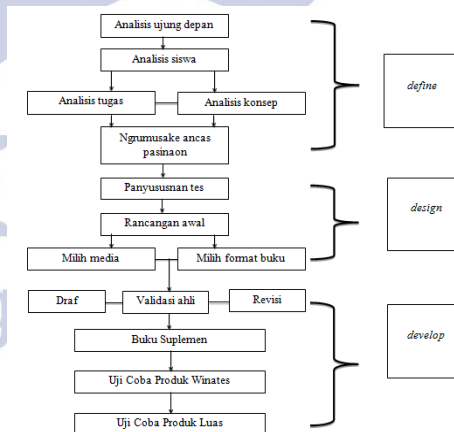 Analisis ujung depan
Analisis siswa
define
Analisis tugas
Analisis konsep
Ngrumusake ancas
pasinaon
Panyususnan tes
design
Rancangan awal
Milih media
Milih format buku
Draf
Validasi ahli
Revisi
develop
Buku Suplemen
Uji Coba Produk Winates
Uji Coba Produk Luas